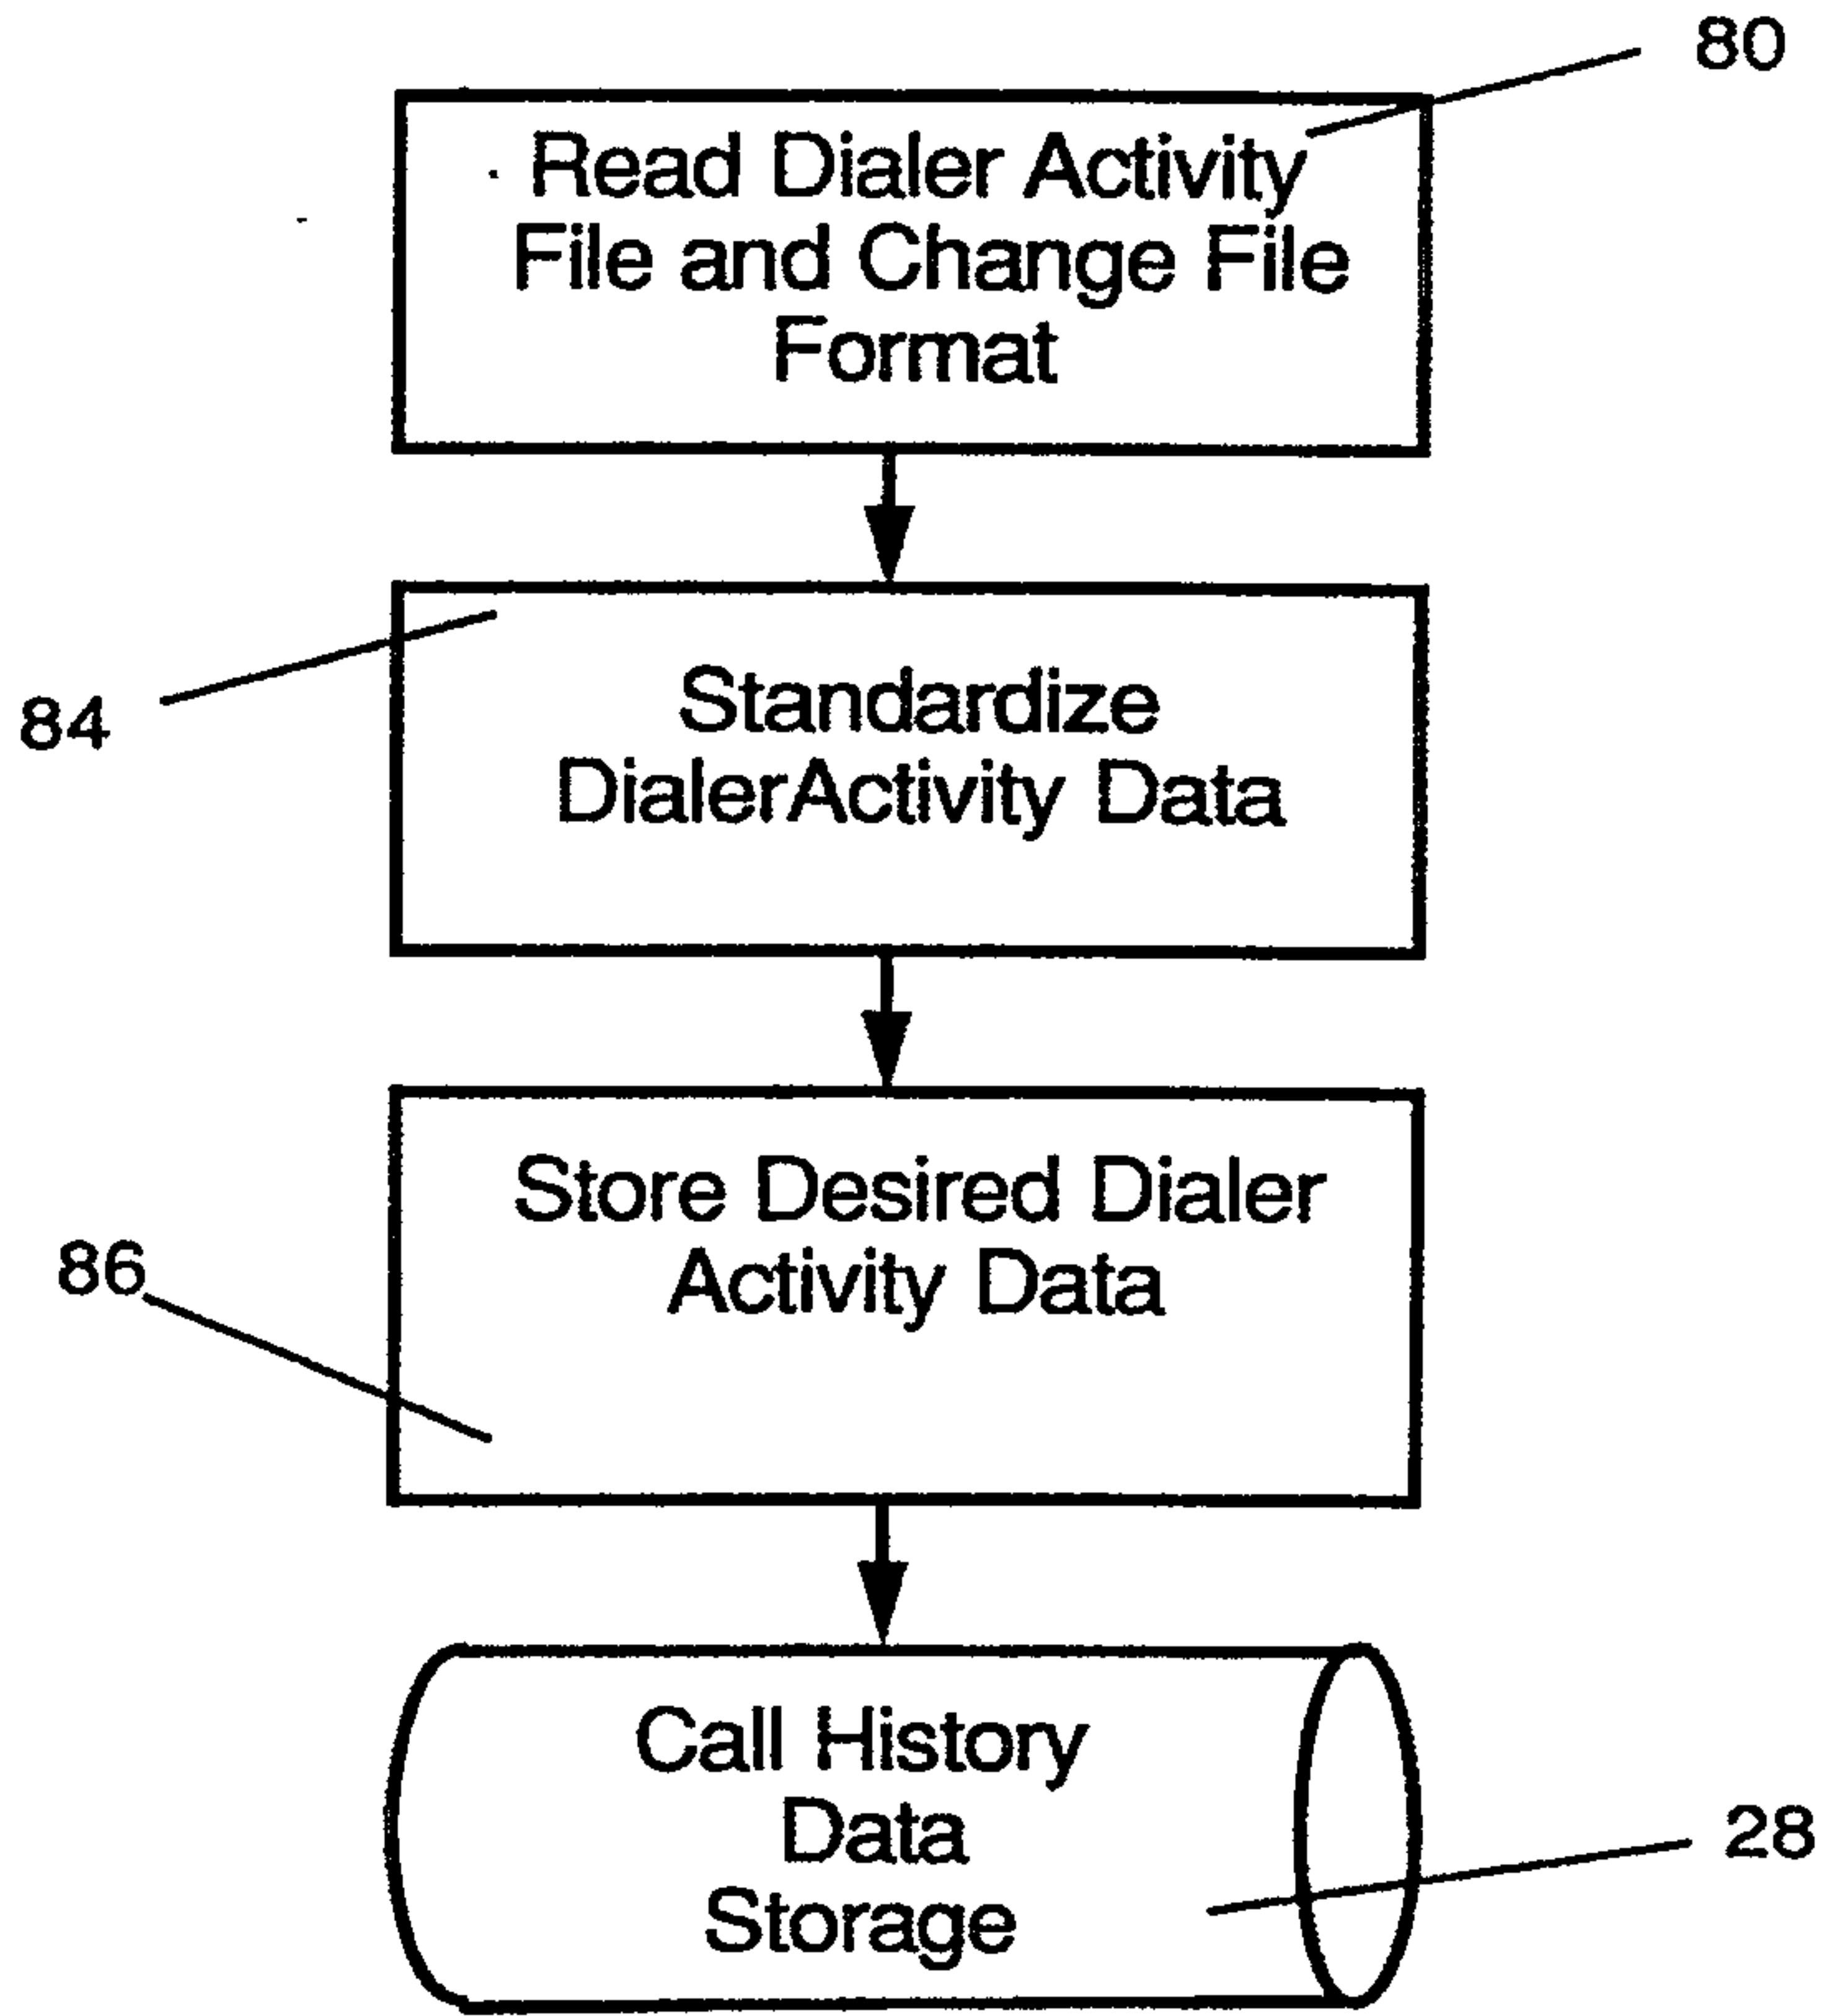 80
Read Dialer Activity
File and Change File
Format
84
Standardize
DialerActivity Data
Store Desired Dialer
Activity Data
86
Call History
Data
Storage
28